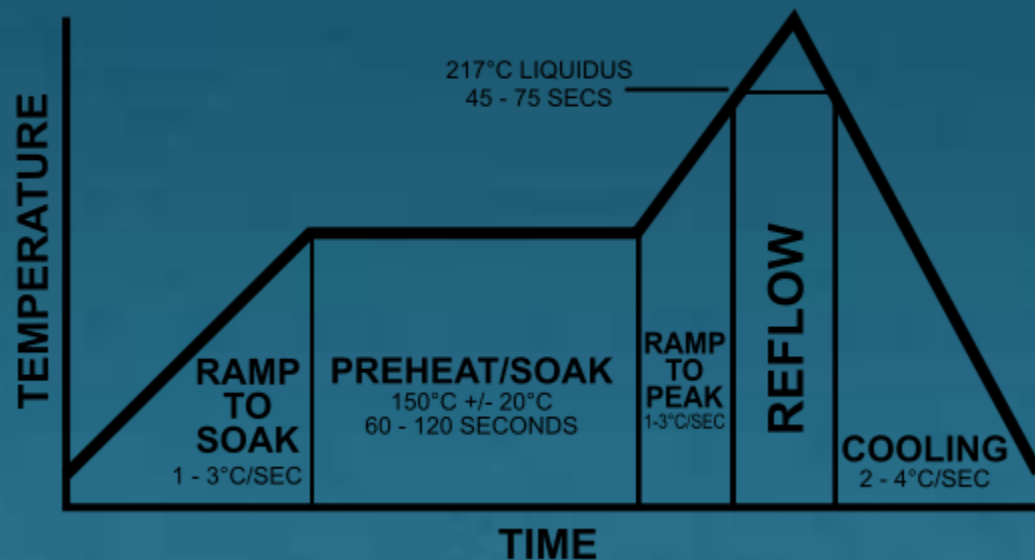 TEMPERATURE
217°C LIQUIDUS
45 - 75 SECS
RAMP
TO
SOAK
1 - 3°C/SEC
PREHEAT/SOAK
150°C +/- 20°C
60 - 120 SECONDS
RAMP
TO
PEAK
1-3°C/SEC
REFLOW
COOLING
2 - 4°C/SEC
TIME